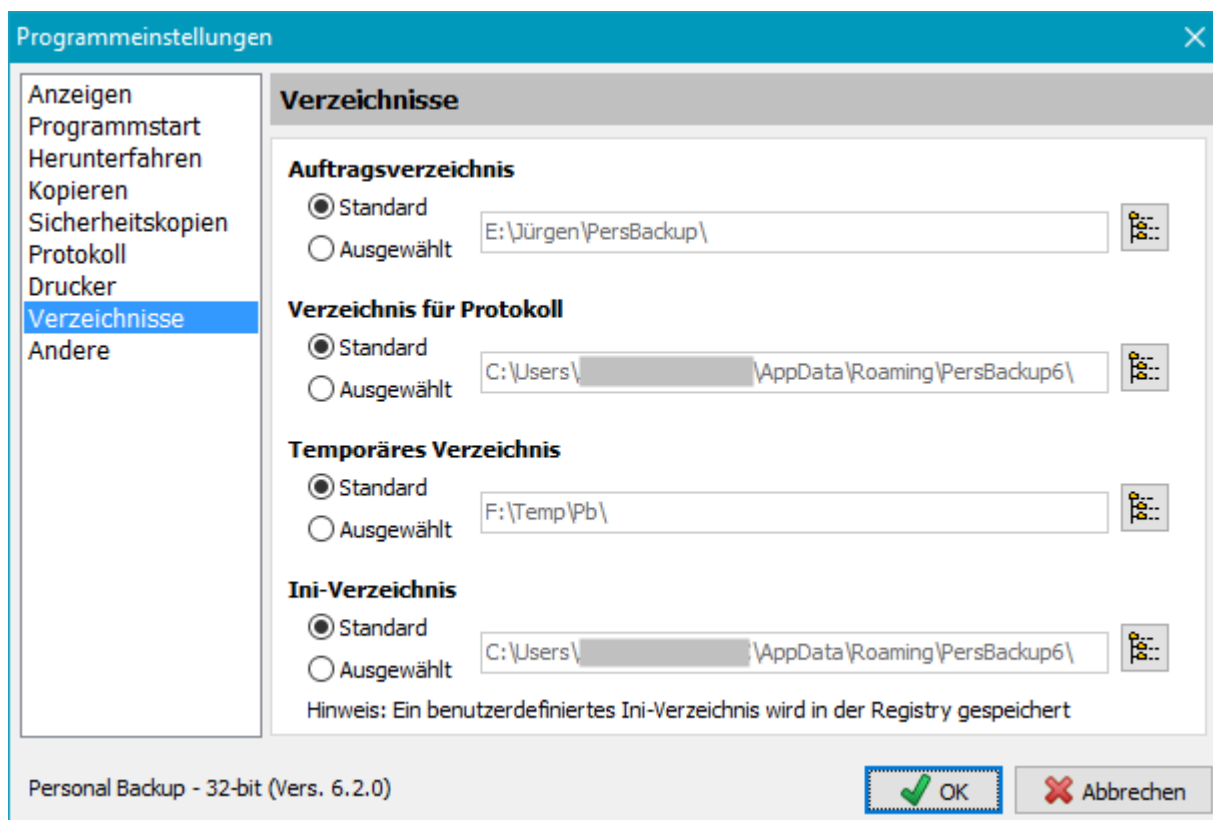 Programmeinstellungen
Anzeigen
Programmstart
Herunterfahren
Kopieren
Sicherheitskopien
Protokoll
Drucker
Verzeichnisse
Andere
Verzeichnisse
Auftragsverzeichnis
Standard
Ausgewählt
E:\Jürgen\PersBackup\
Verzeichnis für Protokoll
Standard
Ausgewählt
C:\Users\ \AppData\Roaming\PersBackup6\
Temporäres Verzeichnis
Standard
Ausgewählt
F:\Temp\Pb\
Ini-Verzeichnis
Standard
Ausgewählt
C:\Users\ \AppData\Roaming\PersBackup6\
Hinweis: Ein benutzerdefiniertes Ini-Verzeichnis wird in der Registry gespeichert
Personal Backup - 32-bit (Vers. 6.2.0)
OK
Abbrechen